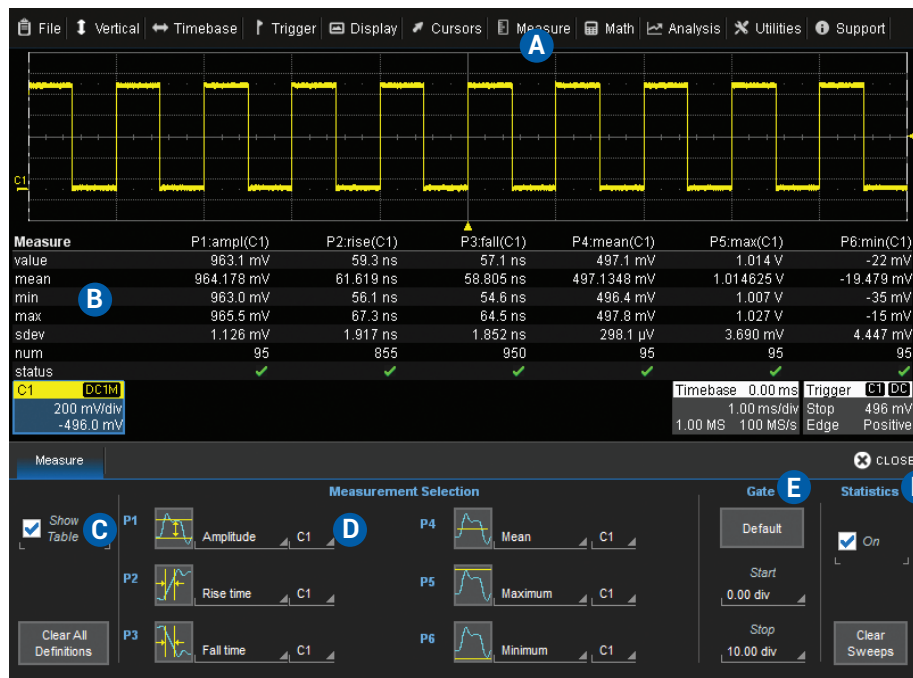 File Vertical Timebase Trigger Display Cursors Measure Math Analysis Utilities Support
A
C1
Measure P1:ampl(C1) P2:rise(C1) P3:fall(C1) P4:mean(C1) P5:max(C1) P6:min(C1)
value 963.1 mV 59.3 ns 57.1 ns 497.1 mV 1.014 V -22 mV
mean 964.178 mV 61.619 ns 58.805 ns 497.1348 mV 1.014625 V -19.479 mV
min 963.0 mV 56.1 ns 54.6 ns 496.4 mV 1.007 V -35 mV
B
max 965.5 mV 67.3 ns 64.5 ns 497.8 mV 1.027 V -15 mV
sdev 1.126 mV 1.917 ns 1.852 ns 298.1 µV 3.690 mV 4.447 mV
num 95 855 950 95 95 95
status
C1 DC1M
200 mV/div
-496.0 mV
Timebase 0.00 ms
1.00 ms/div
1.00 MS 100 MS/s
Trigger C1 DC
Stop 496 mV
Edge Positive
Measure
CLOSE
Measurement Selection
Gate E
Statistics
Show Table C
Clear All Definitions
P1 Amplitude C1 D
P2 Rise time C1
P3 Fall time C1
P4 Mean C1
P5 Maximum C1
P6 Minimum C1
Default
Start
0.00 div
Stop
10.00 div
On
Clear Sweeps